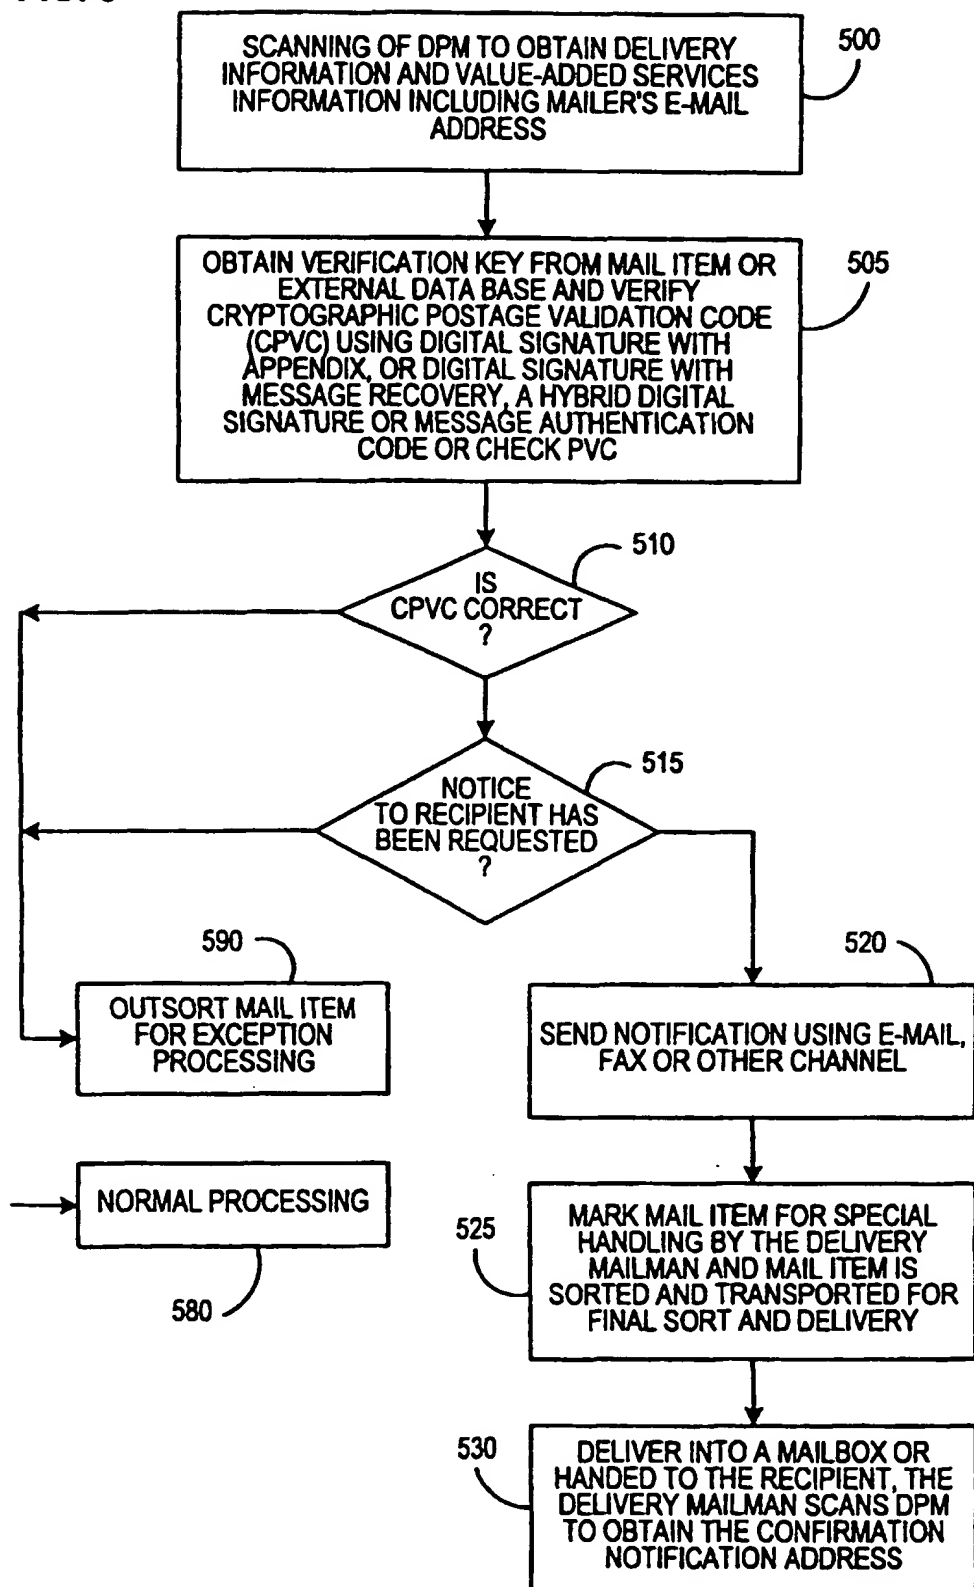 SCANNING OF DPM TO OBTAIN DELIVERY
INFORMATION AND VALUE-ADDED SERVICES
INFORMATION INCLUDING MAILER'S E-MAIL
ADDRESS
500
OBTAIN VERIFICATION KEY FROM MAIL ITEM OR
EXTERNAL DATA BASE AND VERIFY
CRYPTOGRAPHIC POSTAGE VALIDATION CODE
(CPVC) USING DIGITAL SIGNATURE WITH
APPENDIX, OR DIGITAL SIGNATURE WITH
MESSAGE RECOVERY, A HYBRID DIGITAL
SIGNATURE OR MESSAGE AUTHENTICATION
CODE OR CHECK PVC
505
IS
CPVC CORRECT
?
510
NOTICE
TO RECIPIENT HAS
BEEN REQUESTED
?
515
590
OUTSORT MAIL ITEM
FOR EXCEPTION
PROCESSING
520
SEND NOTIFICATION USING E-MAIL,
FAX OR OTHER CHANNEL
NORMAL PROCESSING
580
525
MARK MAIL ITEM FOR SPECIAL
HANDLING BY THE DELIVERY
MAILMAN AND MAIL ITEM IS
SORTED AND TRANSPORTED FOR
FINAL SORT AND DELIVERY
530
DELIVER INTO A MAILBOX OR
HANDED TO THE RECIPIENT, THE
DELIVERY MAILMAN SCANS DPM
TO OBTAIN THE CONFIRMATION
NOTIFICATION ADDRESS